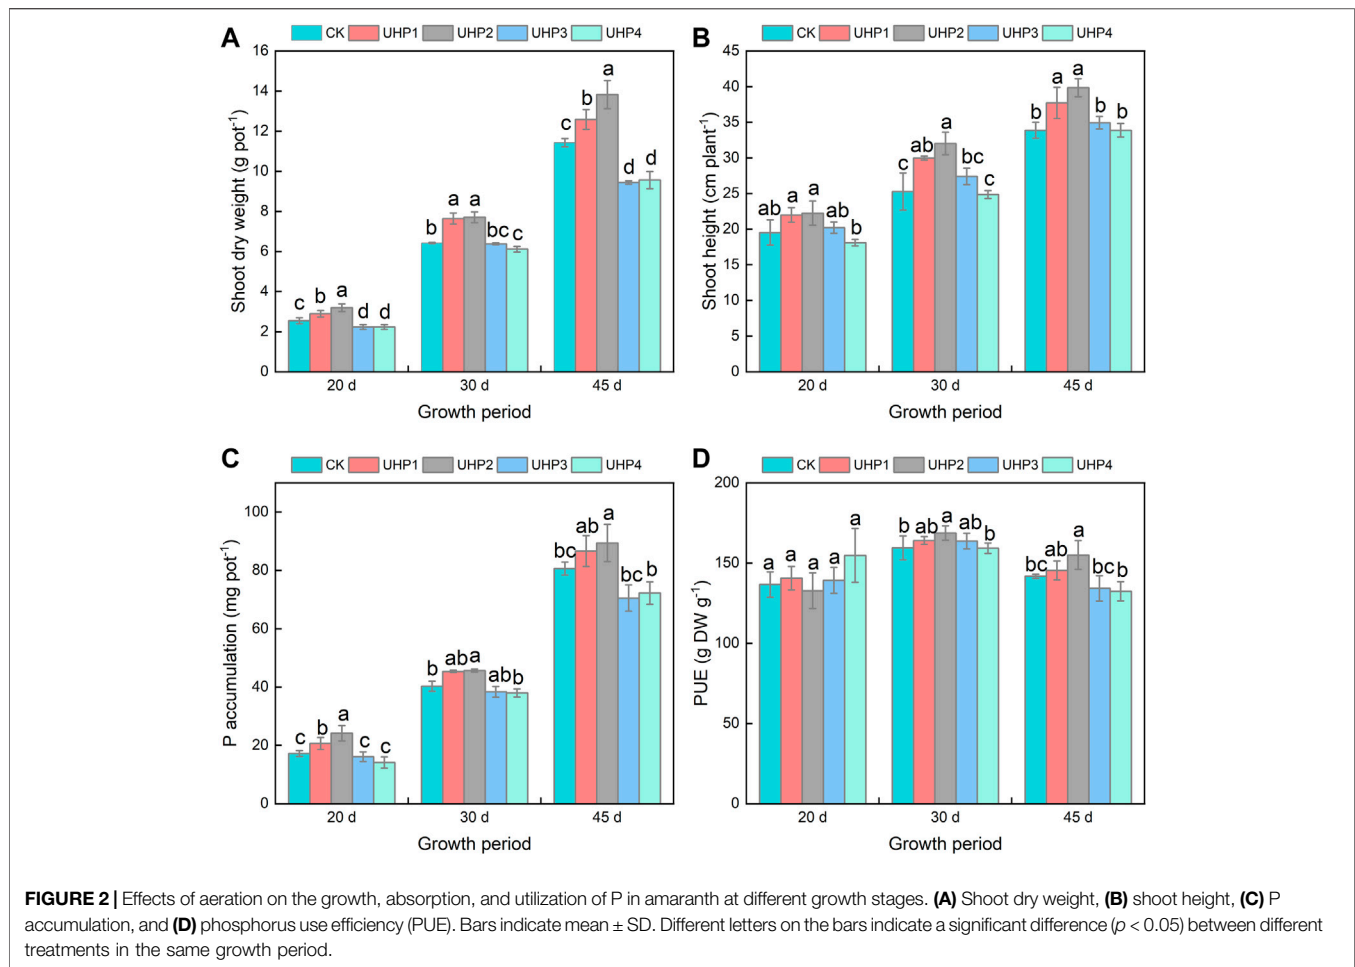 A
CK UHP1 UHP2 UHP3 UHP4
16
14
12
10
8
6
4
2
0
Shoot dry weight (g pot⁻¹)
c b a d d
b a a bc c
c b a d d
20 d 30 d 45 d
Growth period
B
CK UHP1 UHP2 UHP3 UHP4
45
40
35
30
25
20
15
10
5
0
Shoot height (cm plant⁻¹)
ab a a ab b
c ab a bc c
b a a b b
20 d 30 d 45 d
Growth period
C
CK UHP1 UHP2 UHP3 UHP4
100
80
60
40
20
0
P accumulation (mg pot⁻¹)
c b a c c
b ab a ab b
bc ab a bc b
20 d 30 d 45 d
Growth period
D
CK UHP1 UHP2 UHP3 UHP4
200
150
100
50
0
PUE (g DW g⁻¹)
a a a a a
b ab a ab b
bc ab a bc b
20 d 30 d 45 d
Growth period
FIGURE 2 | Effects of aeration on the growth, absorption, and utilization of P in amaranth at different growth stages. (A) Shoot dry weight, (B) shoot height, (C) P
accumulation, and (D) phosphorus use efficiency (PUE). Bars indicate mean ± SD. Different letters on the bars indicate a significant difference (p < 0.05) between different
treatments in the same growth period.